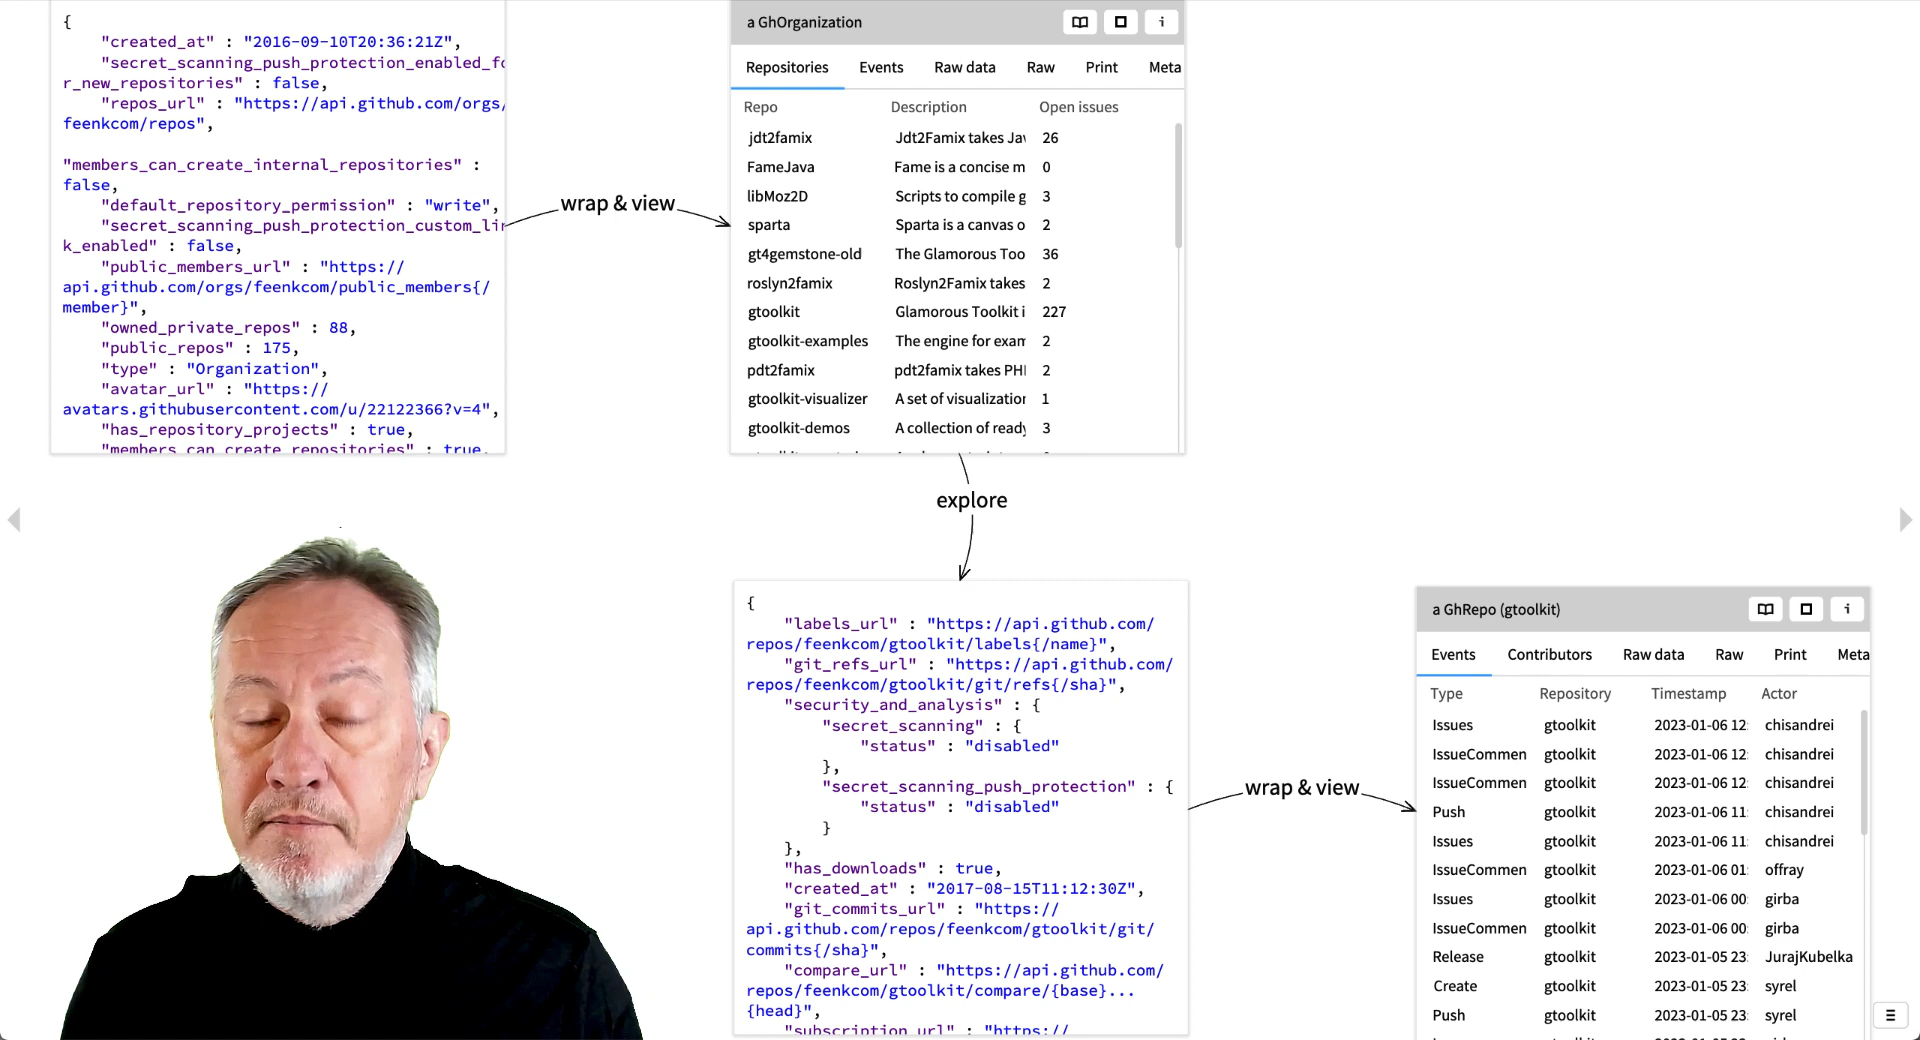 {
"created_at" : "2016-09-10T20:36:21Z",
"secret_scanning_push_protection_enabled_fo
r_new_repositories" : false,
"repos_url" : "https://api.github.com/orgs/
feenkcom/repos",
"members_can_create_internal_repositories" :
false,
"default_repository_permission" : "write",
"secret_scanning_push_protection_custom_lin
k_enabled" : false,
"public_members_url" : "https://
api.github.com/orgs/feenkcom/public_members{/
member}",
"owned_private_repos" : 88,
"public_repos" : 175,
"type" : "Organization",
"avatar_url" : "https://
avatars.githubusercontent.com/u/22122366?v=4",
"has_repository_projects" : true,
"members_can_create_repositories" : true,
wrap & view
a GhOrganization
Repositories Events Raw data Raw Print Meta
Repo Description Open issues
jdt2famix Jdt2Famix takes Jav 26
FameJava Fame is a concise m 0
libMoz2D Scripts to compile g 3
sparta Sparta is a canvas o 2
gt4gemstone-old The Glamorous Too 36
roslyn2famix Roslyn2Famix takes 2
gtoolkit Glamorous Toolkit i 227
gtoolkit-examples The engine for exam 2
pdt2famix pdt2famix takes PHI 2
gtoolkit-visualizer A set of visualization 1
gtoolkit-demos A collection of ready 3
explore
{
"labels_url" : "https://api.github.com/
repos/feenkcom/gtoolkit/labels{/name}",
"git_refs_url" : "https://api.github.com/
repos/feenkcom/gtoolkit/git/refs{/sha}",
"security_and_analysis" : {
"secret_scanning" : {
"status" : "disabled"
},
"secret_scanning_push_protection" : {
"status" : "disabled"
}
},
"has_downloads" : true,
"created_at" : "2017-08-15T11:12:30Z",
"git_commits_url" : "https://
api.github.com/repos/feenkcom/gtoolkit/git/
commits{/sha}",
"compare_url" : "https://api.github.com/
repos/feenkcom/gtoolkit/compare/{base}...
{head}",
"subscription_url" : "https://
wrap & view
a GhRepo (gtoolkit)
Events Contributors Raw data Raw Print Meta
Type Repository Timestamp Actor
Issues gtoolkit 2023-01-06 12: chisandrei
IssueCommen gtoolkit 2023-01-06 12: chisandrei
IssueCommen gtoolkit 2023-01-06 12: chisandrei
Push gtoolkit 2023-01-06 11: chisandrei
Issues gtoolkit 2023-01-06 11: chisandrei
IssueCommen gtoolkit 2023-01-06 01: offray
Issues gtoolkit 2023-01-06 00: girba
IssueCommen gtoolkit 2023-01-06 00: girba
Release gtoolkit 2023-01-05 23: JurajKubelka
Create gtoolkit 2023-01-05 23: syrel
Push gtoolkit 2023-01-05 23: syrel